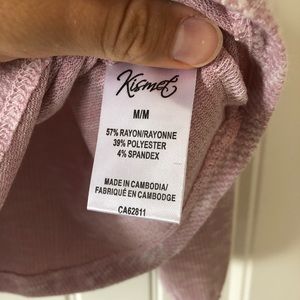 Kismet
M/M
57% RAYON/RAYONNE
39% POLYESTER
4% SPANDEX
MADE IN CAMBODIA/
FABRIQUÉ EN CAMBODGE
CA62811